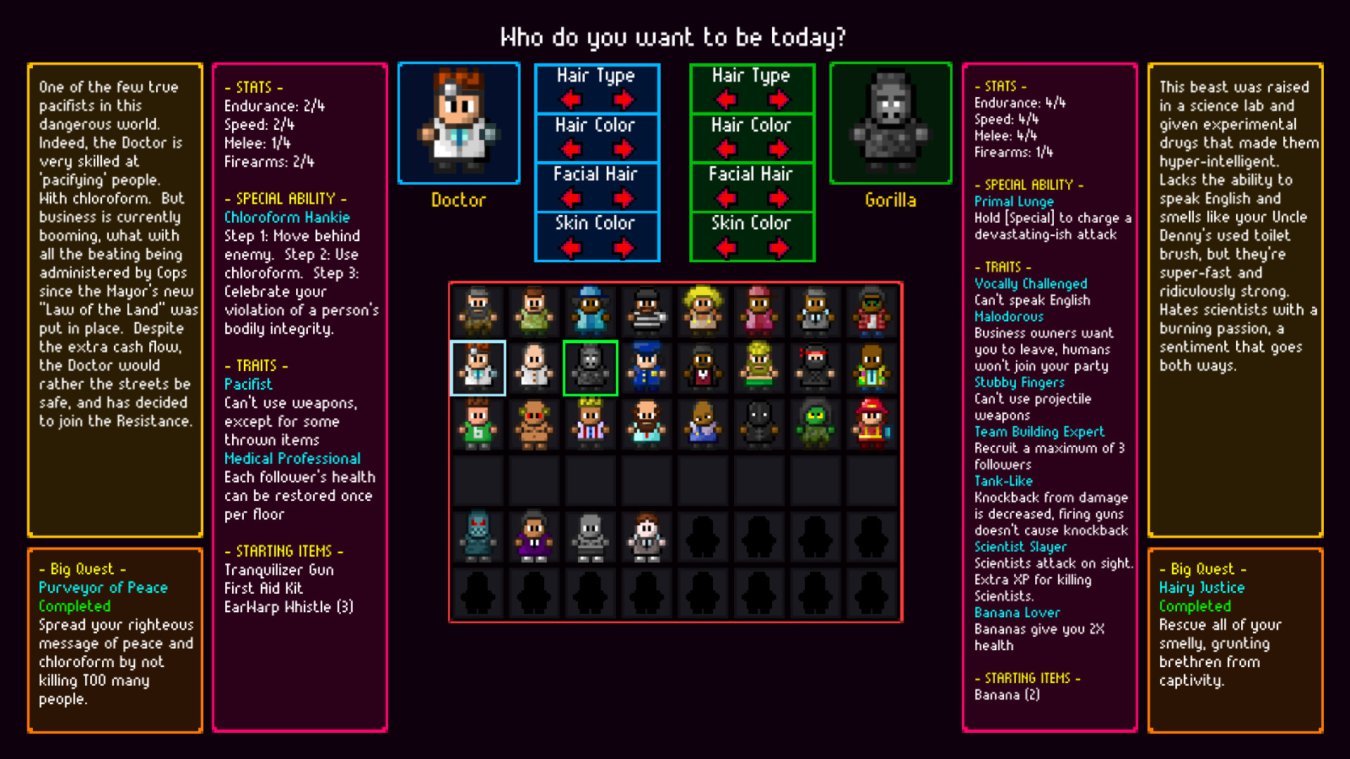 Who do you want to be today?
One of the few true
pacifists in this
dangerous world.
Indeed, the Doctor is
very skilled at
'pacifying' people.
With chloroform. But
business is currently
booming, what with
all the beating being
administered by Cops
since the Mayor's new
"Law of the Land" was
put in place. Despite
the extra cash flow,
the Doctor would
rather the streets be
safe, and has decided
to join the Resistance.
- Big Quest -
Purveyor of Peace
Completed
Spread your righteous
message of peace and
chloroform by not
killing TOO many
people.
- STATS -
Endurance: 2/4
Speed: 2/4
Melee: 1/4
Firearms: 2/4
- SPECIAL ABILITY -
Chloroform Hankie
Step 1: Move behind
enemy. Step 2: Use
chloroform. Step 3:
Celebrate your
violation of a person's
bodily integrity.
- TRAITS -
Pacifist
Can't use weapons,
except for some
thrown items
Medical Professional
Each follower's health
can be restored once
per floor
- STARTING ITEMS -
Tranquilizer Gun
First Aid Kit
EarWarp Whistle (3)
Doctor
Hair Type
Hair Color
Facial Hair
Skin Color
Hair Type
Hair Color
Facial Hair
Skin Color
Gorilla
- STATS -
Endurance: 4/4
Speed: 4/4
Melee: 4/4
Firearms: 1/4
- SPECIAL ABILITY -
Primal Lunge
Hold [Special] to charge a
devastating-ish attack
- TRAITS -
Vocally Challenged
Can't speak English
Malodorous
Business owners want
you to leave, humans
won't join your party
Stubby Fingers
Can't use projectile
weapons
Team Building Expert
Recruit a maximum of 3
followers
Tank-Like
Knockback from damage
is decreased, firing guns
doesn't cause knockback
Scientist Slayer
Scientists attack on sight.
Extra XP for killing
Scientists.
Banana Lover
Bananas give you 2X
health
- STARTING ITEMS -
Banana (2)
This beast was raised
in a science lab and
given experimental
drugs that made them
hyper-intelligent.
Lacks the ability to
speak English and
smells like your Uncle
Denny's used toilet
brush, but they're
super-fast and
ridiculously strong.
Hates scientists with a
burning passion, a
sentiment that goes
both ways.
- Big Quest -
Hairy Justice
Completed
Rescue all of your
smelly, grunting
brethren from
captivity.